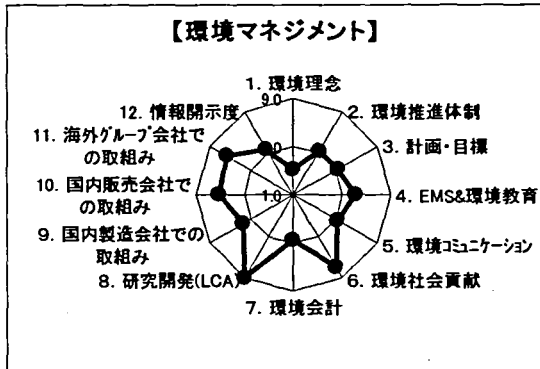 【環境マネジメント】
1. 環境理念
2. 環境推進体制
3. 計画・目標
4. EMS&環境教育
5. 環境コミュニケーション
6. 環境社会貢献
7. 環境会計
8. 研究開発(LCA)
9. 国内製造会社での
取組み
10. 国内販売会社で
の取組み
11. 海外グループ会社で
の取組み
12. 情報開示度
9.0
1.0